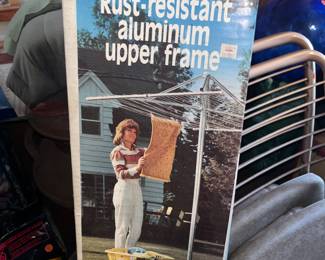 Rust-resistant
aluminum
upper frame